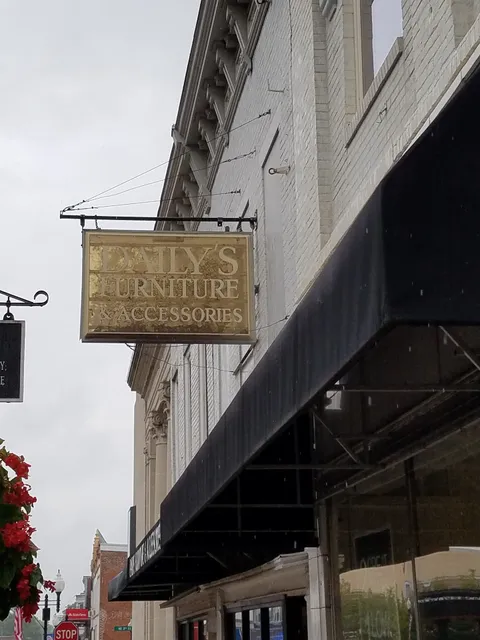 DAILY'S
FURNITURE
& ACCESSORIES
STOP